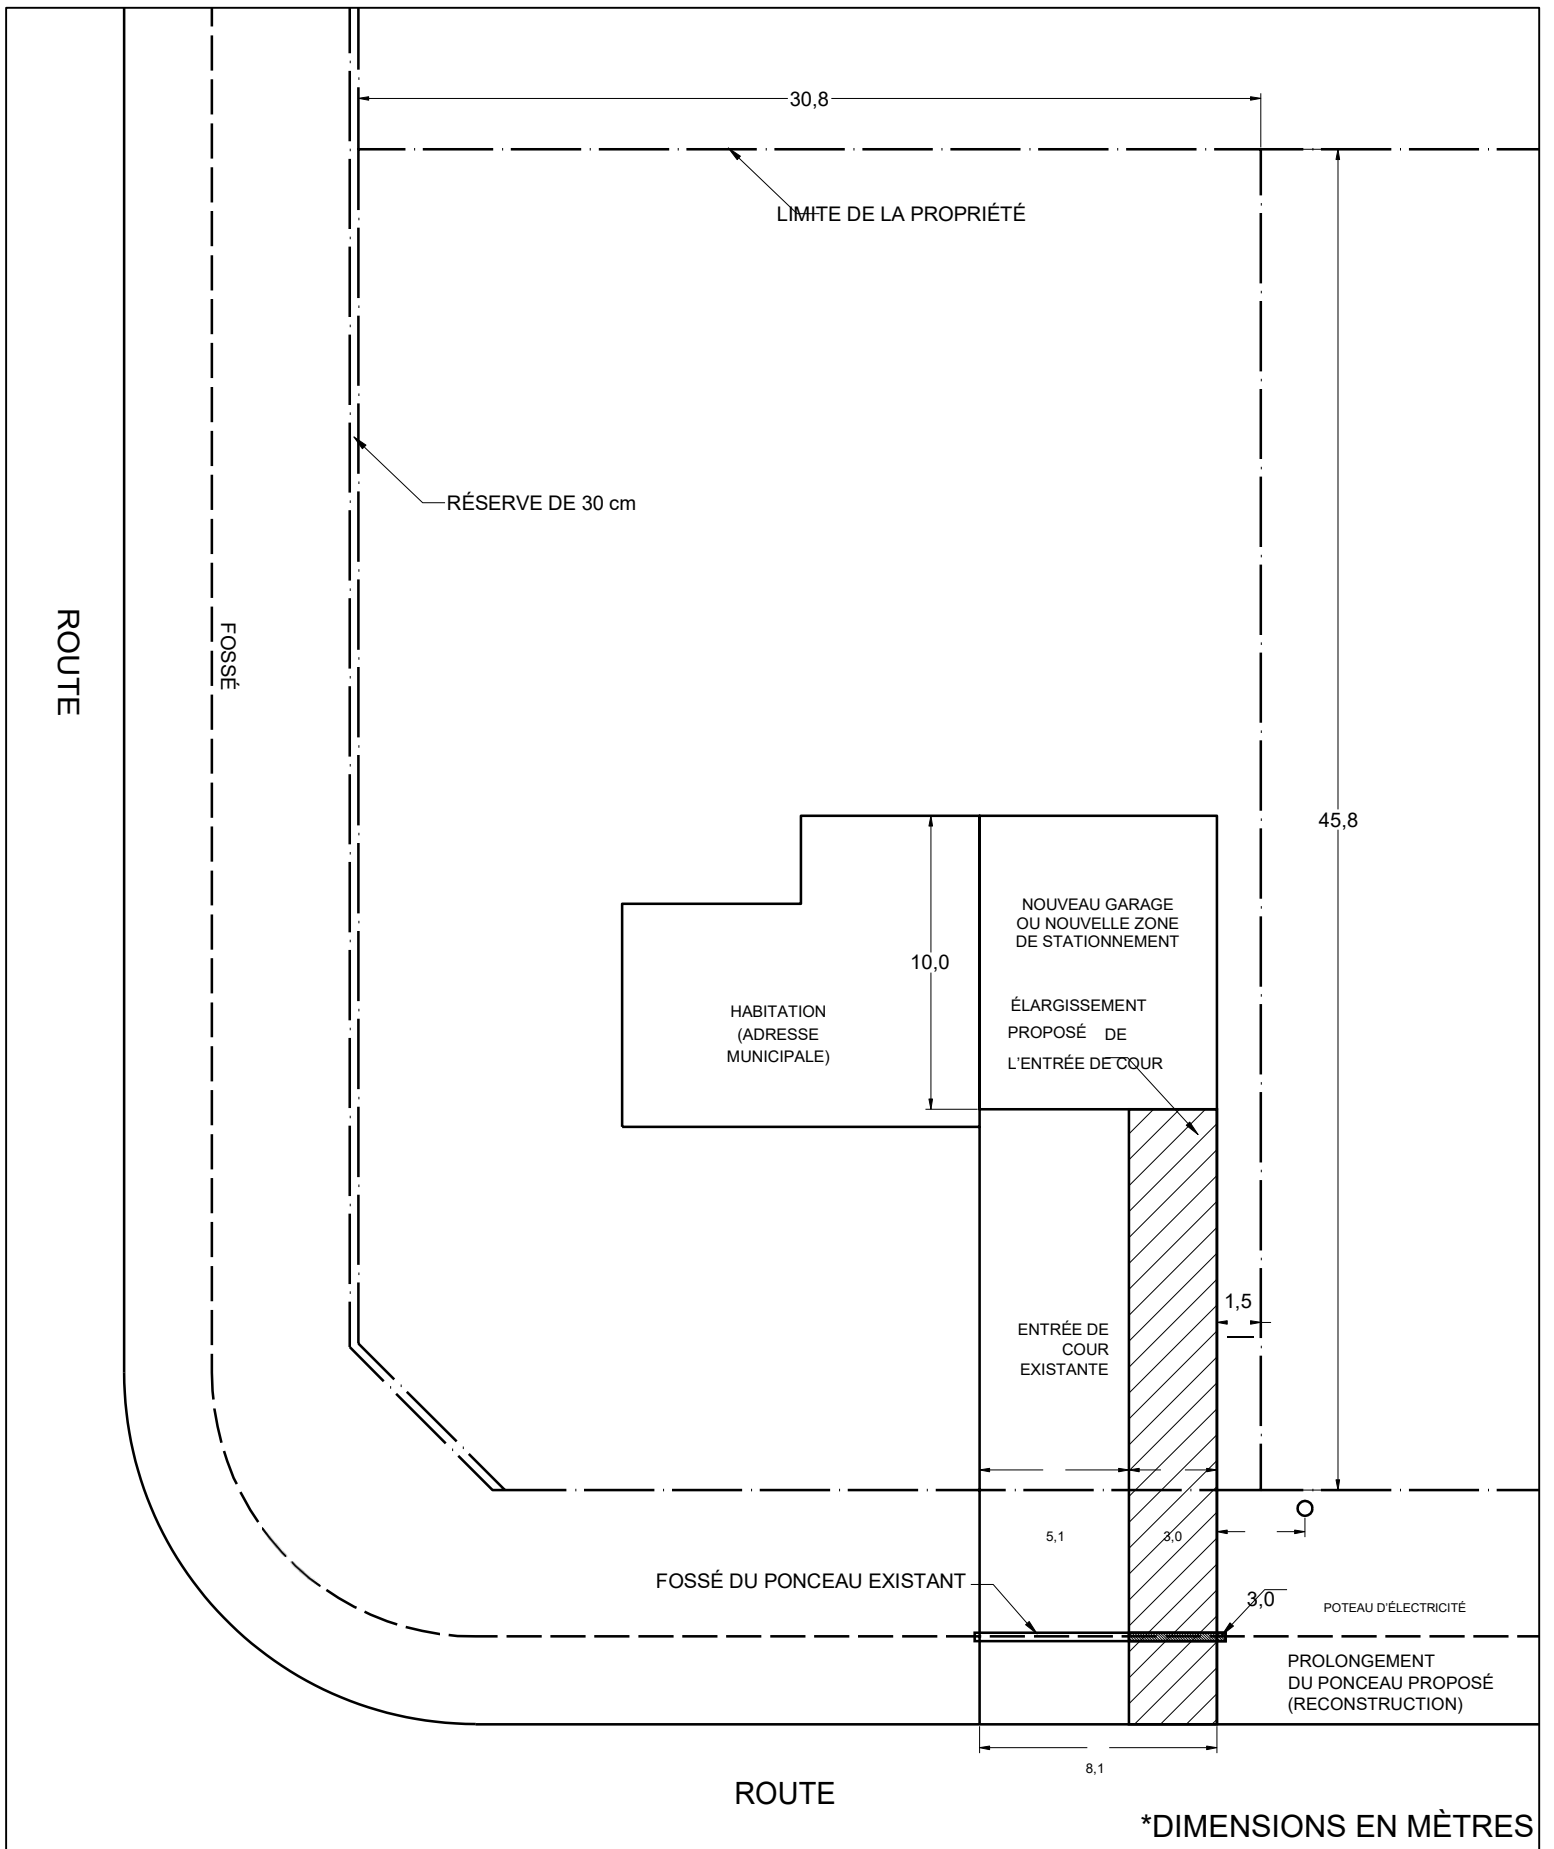 30,8
LIMITE DE LA PROPRIÉTÉ
RÉSERVE DE 30 cm
ROUTE
FOSSÉ
45,8
NOUVEAU GARAGE
OU NOUVELLE ZONE
DE STATIONNEMENT
10,0
HABITATION
(ADRESSE
MUNICIPALE)
ÉLARGISSEMENT
PROPOSÉ DE
L'ENTRÉE DE COUR
1,5
ENTRÉE DE
COUR
EXISTANTE
5,1
3,0
FOSSÉ DU PONCEAU EXISTANT
3,0
POTEAU D'ÉLECTRICITÉ
PROLONGEMENT
DU PONCEAU PROPOSÉ
(RECONSTRUCTION)
8,1
ROUTE
*DIMENSIONS EN MÈTRES